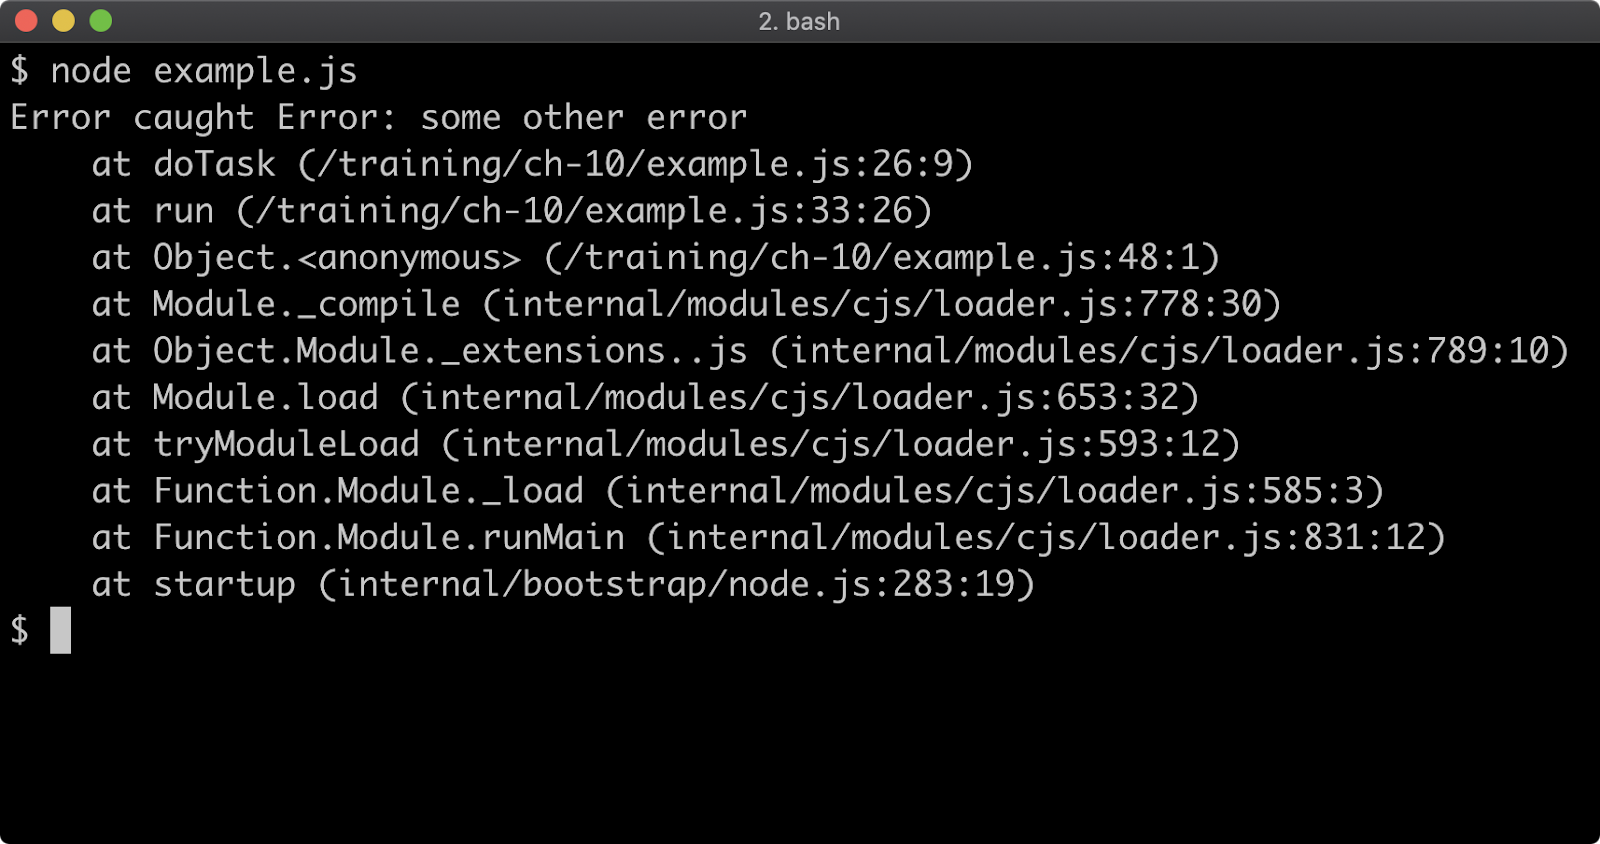 2. bash
$ node example.js
Error caught Error: some other error
    at doTask (/training/ch-10/example.js:26:9)
    at run (/training/ch-10/example.js:33:26)
    at Object.<anonymous> (/training/ch-10/example.js:48:1)
    at Module._compile (internal/modules/cjs/loader.js:778:30)
    at Object.Module._extensions..js (internal/modules/cjs/loader.js:789:10)
    at Module.load (internal/modules/cjs/loader.js:653:32)
    at tryModuleLoad (internal/modules/cjs/loader.js:593:12)
    at Function.Module._load (internal/modules/cjs/loader.js:585:3)
    at Function.Module.runMain (internal/modules/cjs/loader.js:831:12)
    at startup (internal/bootstrap/node.js:283:19)
$